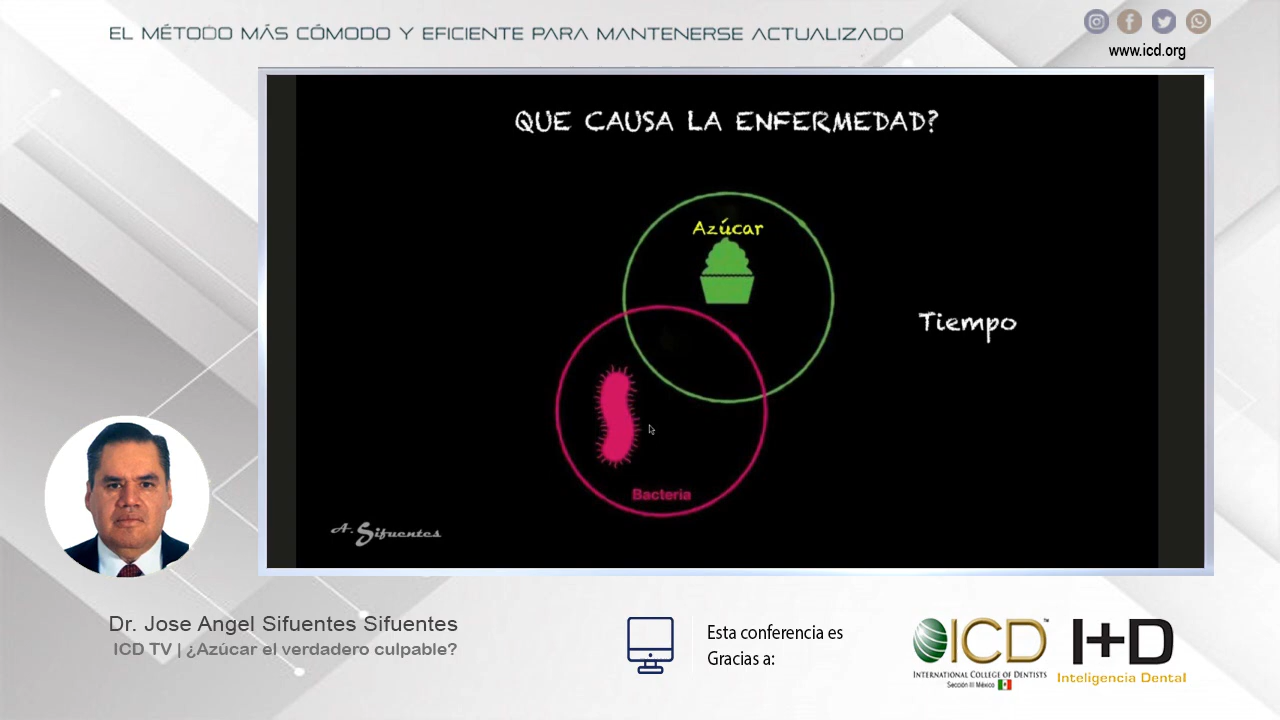 EL MÉTODO MÁS CÓMODO Y EFICIENTE PARA MANTENERSE ACTUALIZADO
www.icd.org
QUE CAUSA LA ENFERMEDAD?
Azúcar
Tiempo
Bacteria
A. Sifuentes
Dr. Jose Angel Sifuentes Sifuentes
ICD TV | ¿Azúcar el verdadero culpable?
Esta conferencia es
Gracias a:
ICD™
INTERNATIONAL COLLEGE OF DENTISTS
Sección III México
I+D
Inteligencia Dental